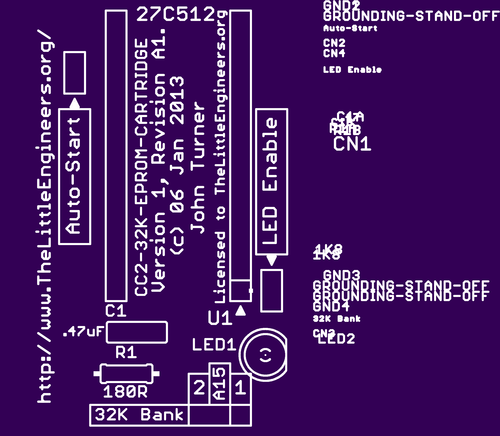 http://www.TheLittleEngineers.org/
Auto-Start
27C512
CC2-32K-EPROM-CARTRIDGE
Version 1, Revision A1.
(c) 06 Jan 2013
John Turner
Licensed to TheLittleEngineers.org
LED Enable
C1
.47uF
U1
R1
LED1
180R
2
A15
1
32K Bank
GND2
GROUNDING-STAND-OFF
Auto-Start
CN2
CN4
LED Enable
CN1
1K8
1K8
GND3
GROUNDING-STAND-OFF
GROUNDING-STAND-OFF
GND4
32K Bank
CN3
LED2